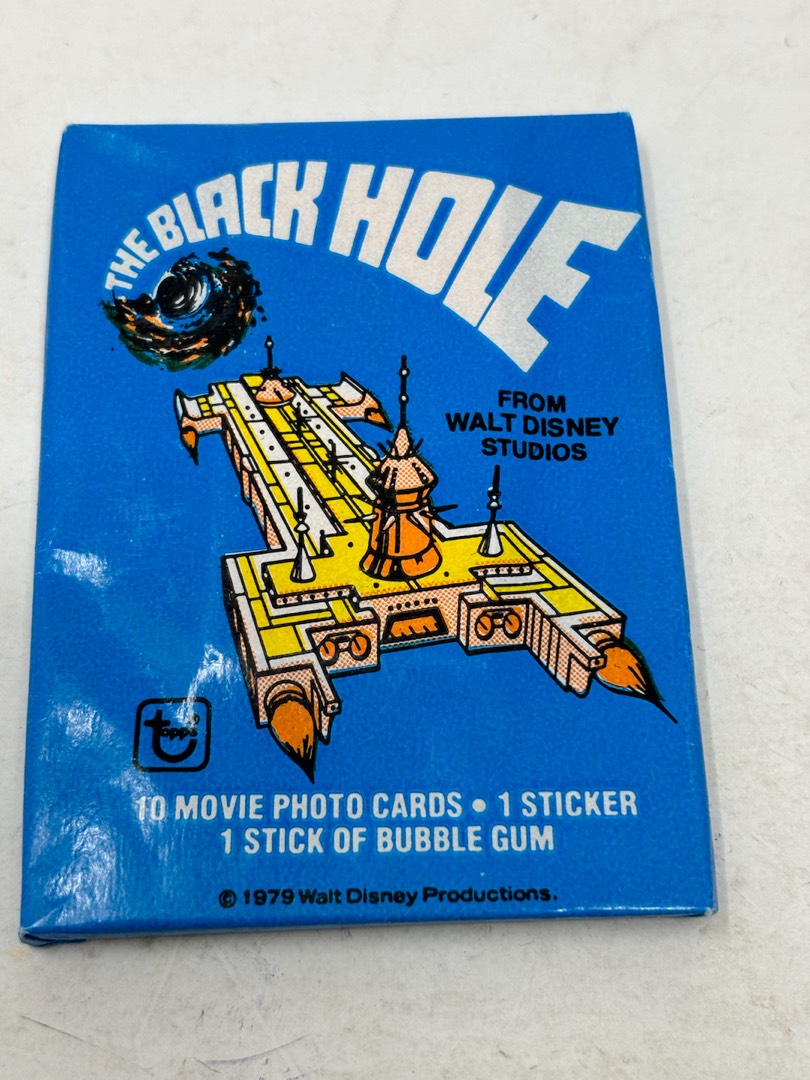 THE BLACK HOLE
FROM
WALT DISNEY
STUDIOS
topps®
10 MOVIE PHOTO CARDS • 1 STICKER
1 STICK OF BUBBLE GUM
© 1979 Walt Disney Productions.